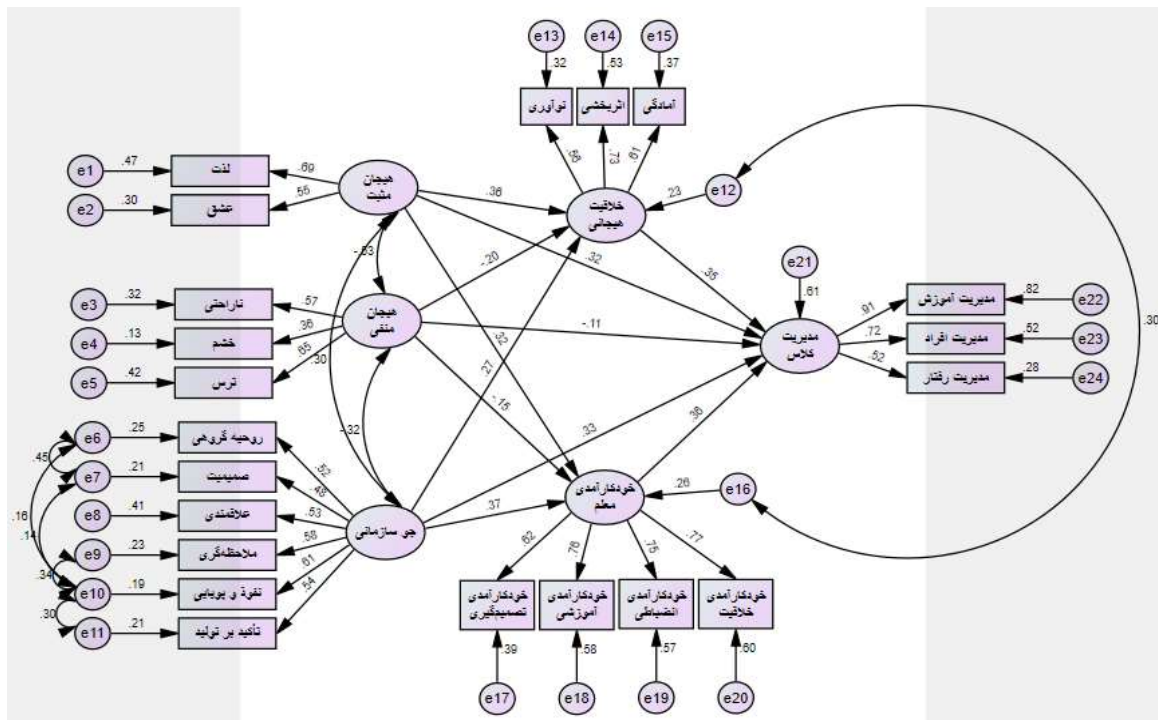 e13
e14
e15
.32
.53
.37
نوآوری
اثربخشی
آمادگی
.56
.73
.61
e1
.47
لذت
.69
e2
.30
عشق
.55
هیجان
مثبت
.36
خلاقیت
هیجانی
.23
e12
-.53
-.20
.32
.35
e21
.61
e3
.32
ناراحتی
.57
e4
.13
خشم
.36
e5
.42
ترس
.65
هیجان
منفی
-.11
مدیریت
کلاس
.91
مدیریت آموزش
.82
e22
.72
مدیریت افراد
.52
e23
.52
مدیریت رفتار
.28
e24
.30
.30
.32
.27
-.15
-.32
.33
.36
e6
.25
روحیه گروهی
.52
.45
e7
.21
صمیمیت
.48
e8
.41
علاقمندی
.53
.16
.14
e9
.23
ملاحظه‌گری
.58
.34
e10
.19
نفوذ و پویایی
.61
.30
e11
.21
تأکید بر تولید
.54
جو سازمانی
.37
خودکارآمدی
معلم
.26
e16
.62
.76
.75
.77
خودکارآمدی
تصمیم‌گیری
خودکارآمدی
آموزشی
خودکارآمدی
انضباطی
خودکارآمدی
خلاقیت
.39
.58
.57
.60
e17
e18
e19
e20